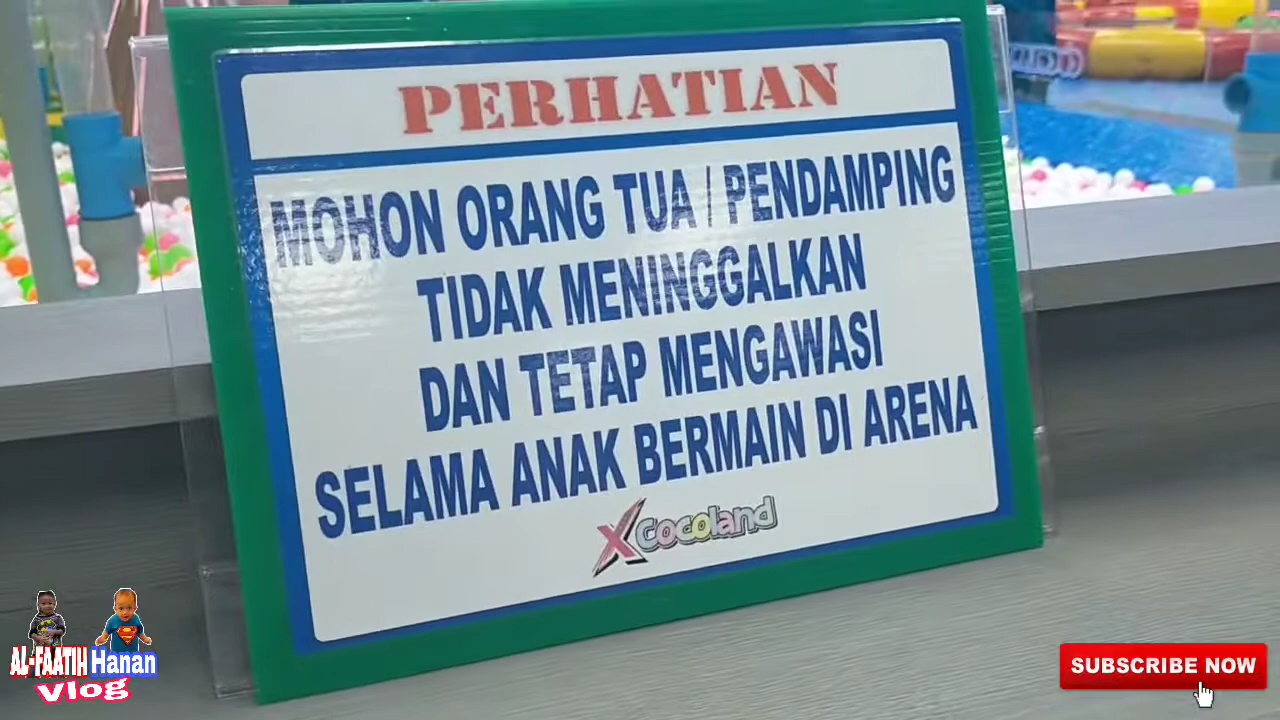 PERHATIAN
MOHON ORANG TUA / PENDAMPING
TIDAK MENINGGALKAN
DAN TETAP MENGAWASI
SELAMA ANAK BERMAIN DI ARENA
X Cocoland
AL-FAATIH Hanan
Vlog
SUBSCRIBE NOW